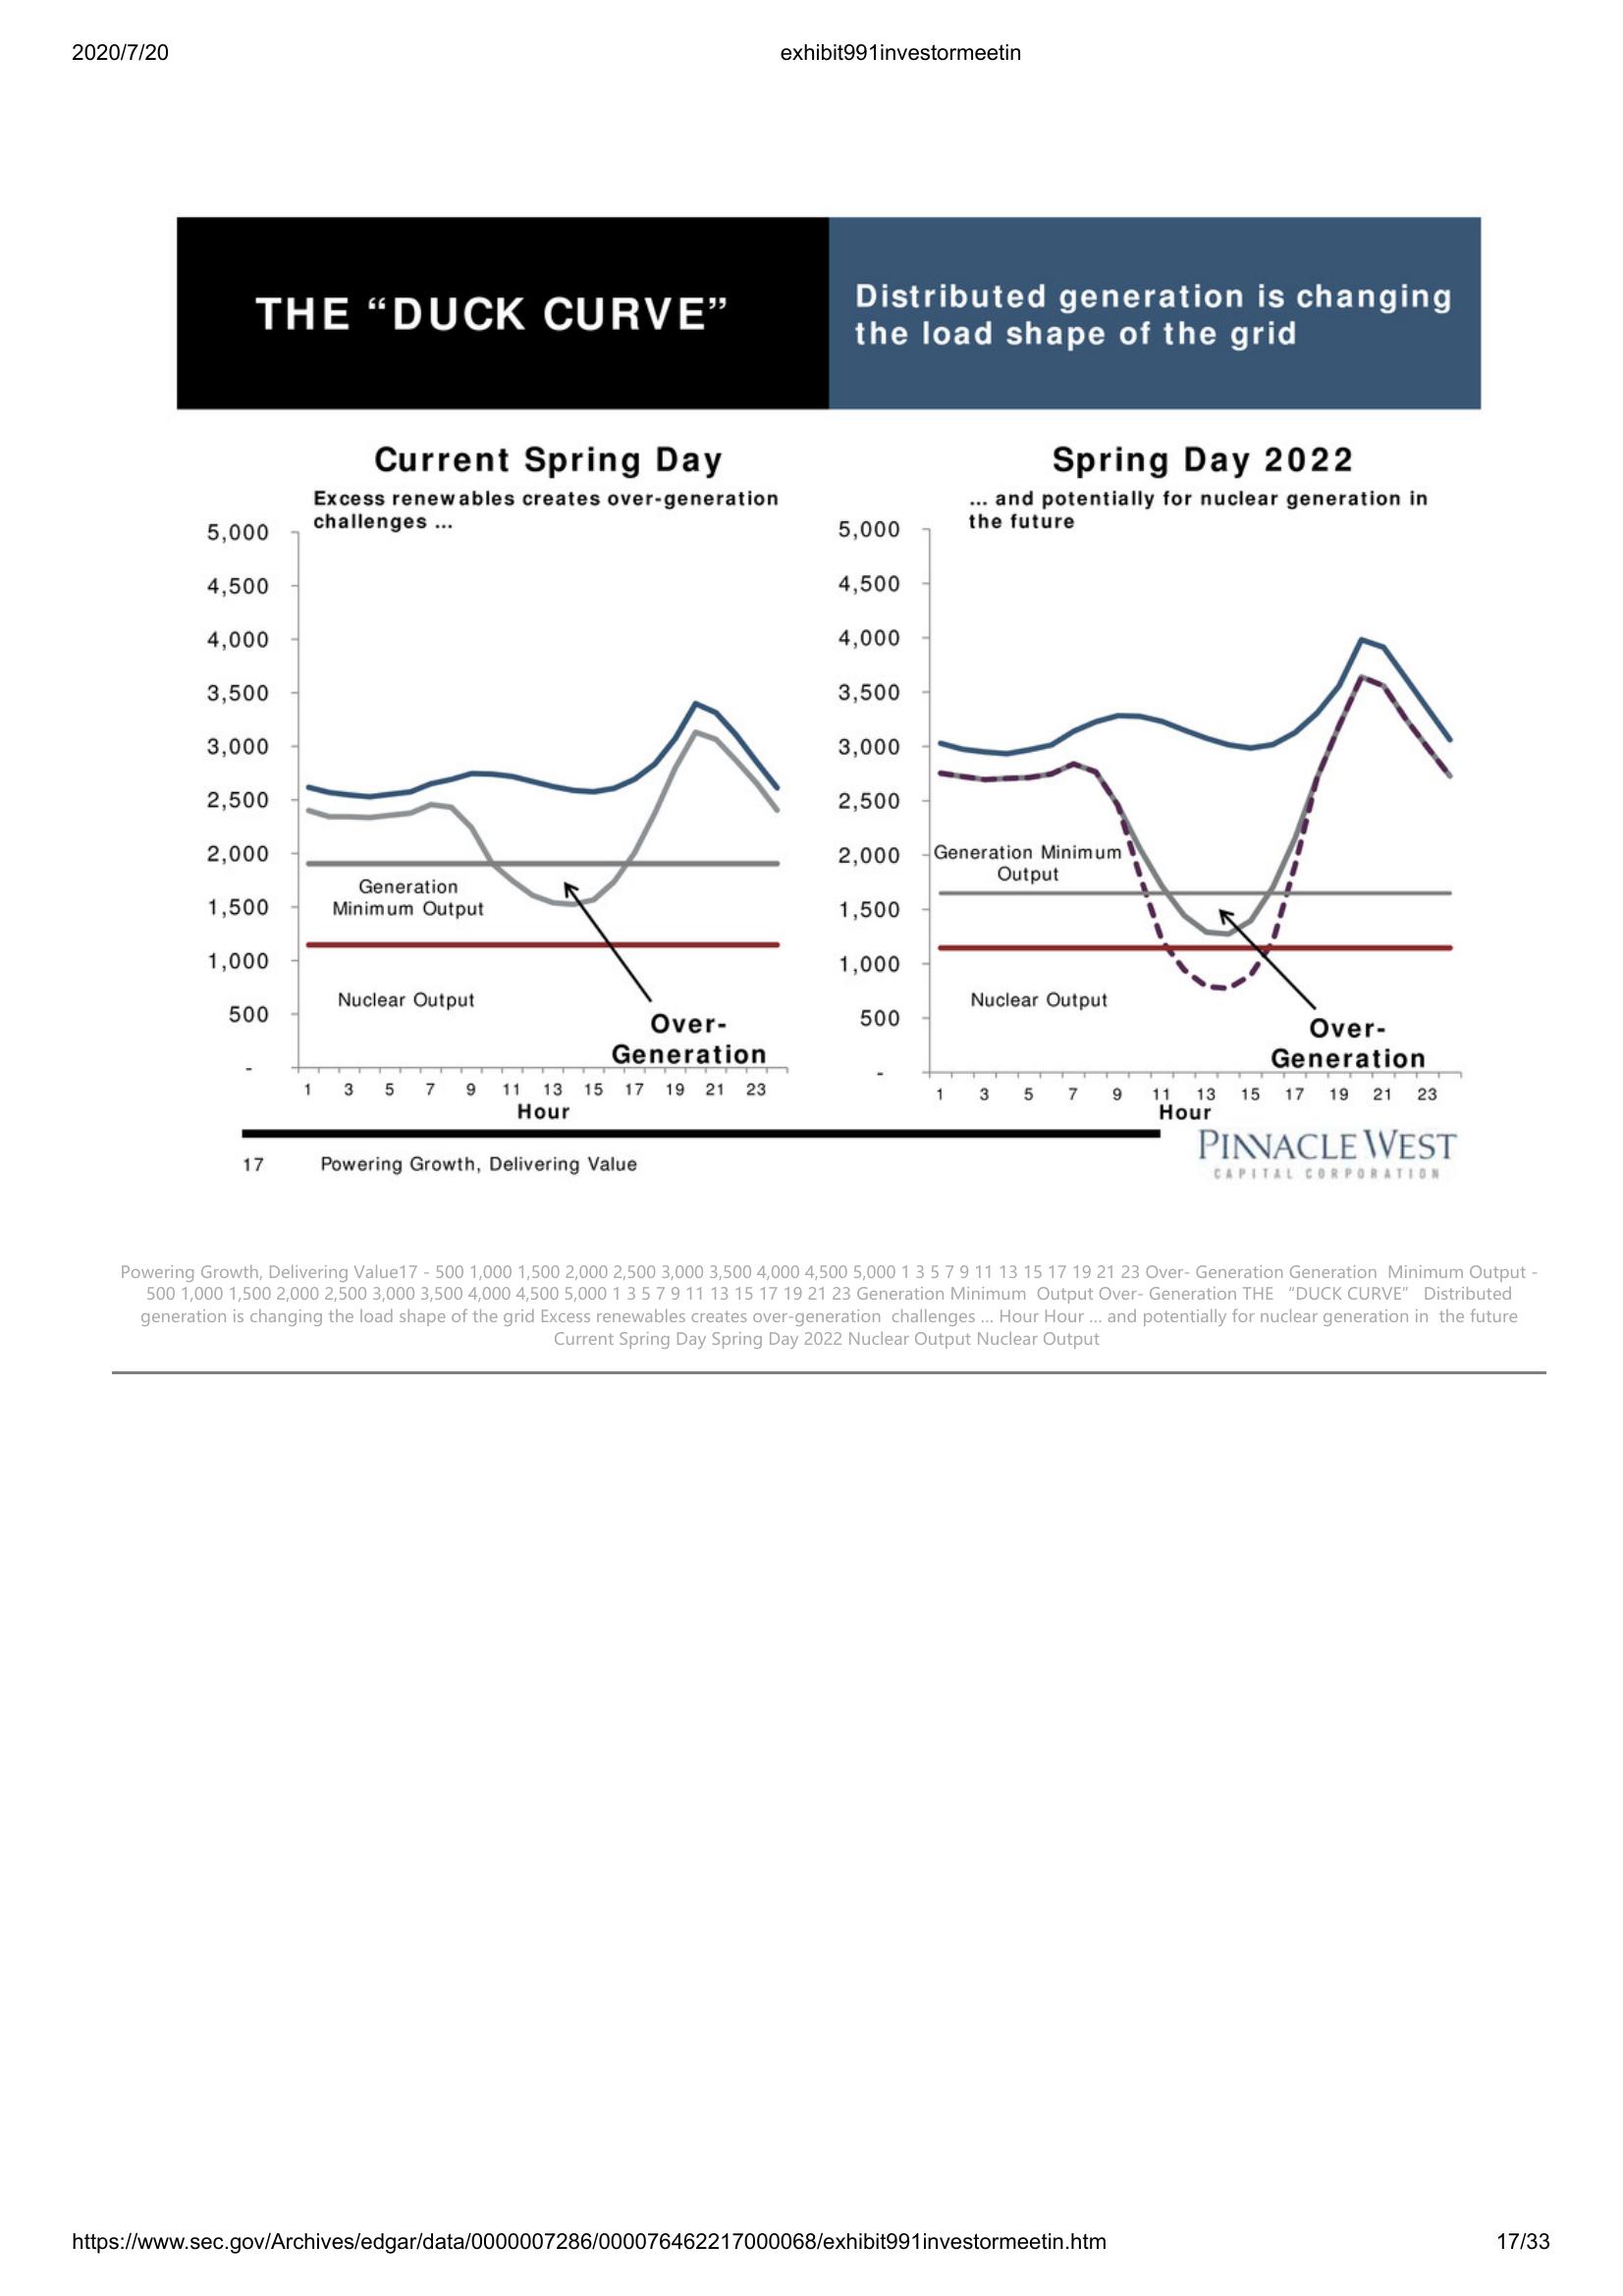 2020/7/20 exhibit991investormeetin
THE “DUCK CURVE”
Distributed generation is changing
the load shape of the grid
Current Spring Day
Excess renewables creates over-generation
challenges ...
5,000
4,500
4,000
3,500
3,000
2,500
2,000
1,500
1,000
500
-
Generation
Minimum Output
Nuclear Output
Over-
Generation
1 3 5 7 9 11 13 15 17 19 21 23
Hour
Spring Day 2022
... and potentially for nuclear generation in
the future
5,000
4,500
4,000
3,500
3,000
2,500
2,000
1,500
1,000
500
-
Generation Minimum
Output
Nuclear Output
Over-
Generation
1 3 5 7 9 11 13 15 17 19 21 23
Hour
17 Powering Growth, Delivering Value
PINNACLE WEST
CAPITAL CORPORATION
Powering Growth, Delivering Value17 - 500 1,000 1,500 2,000 2,500 3,000 3,500 4,000 4,500 5,000 1 3 5 7 9 11 13 15 17 19 21 23 Over- Generation Generation Minimum Output -
500 1,000 1,500 2,000 2,500 3,000 3,500 4,000 4,500 5,000 1 3 5 7 9 11 13 15 17 19 21 23 Generation Minimum Output Over- Generation THE “DUCK CURVE” Distributed
generation is changing the load shape of the grid Excess renewables creates over-generation challenges ... Hour Hour ... and potentially for nuclear generation in the future
Current Spring Day Spring Day 2022 Nuclear Output Nuclear Output
https://www.sec.gov/Archives/edgar/data/0000007286/000076462217000068/exhibit991investormeetin.htm 17/33